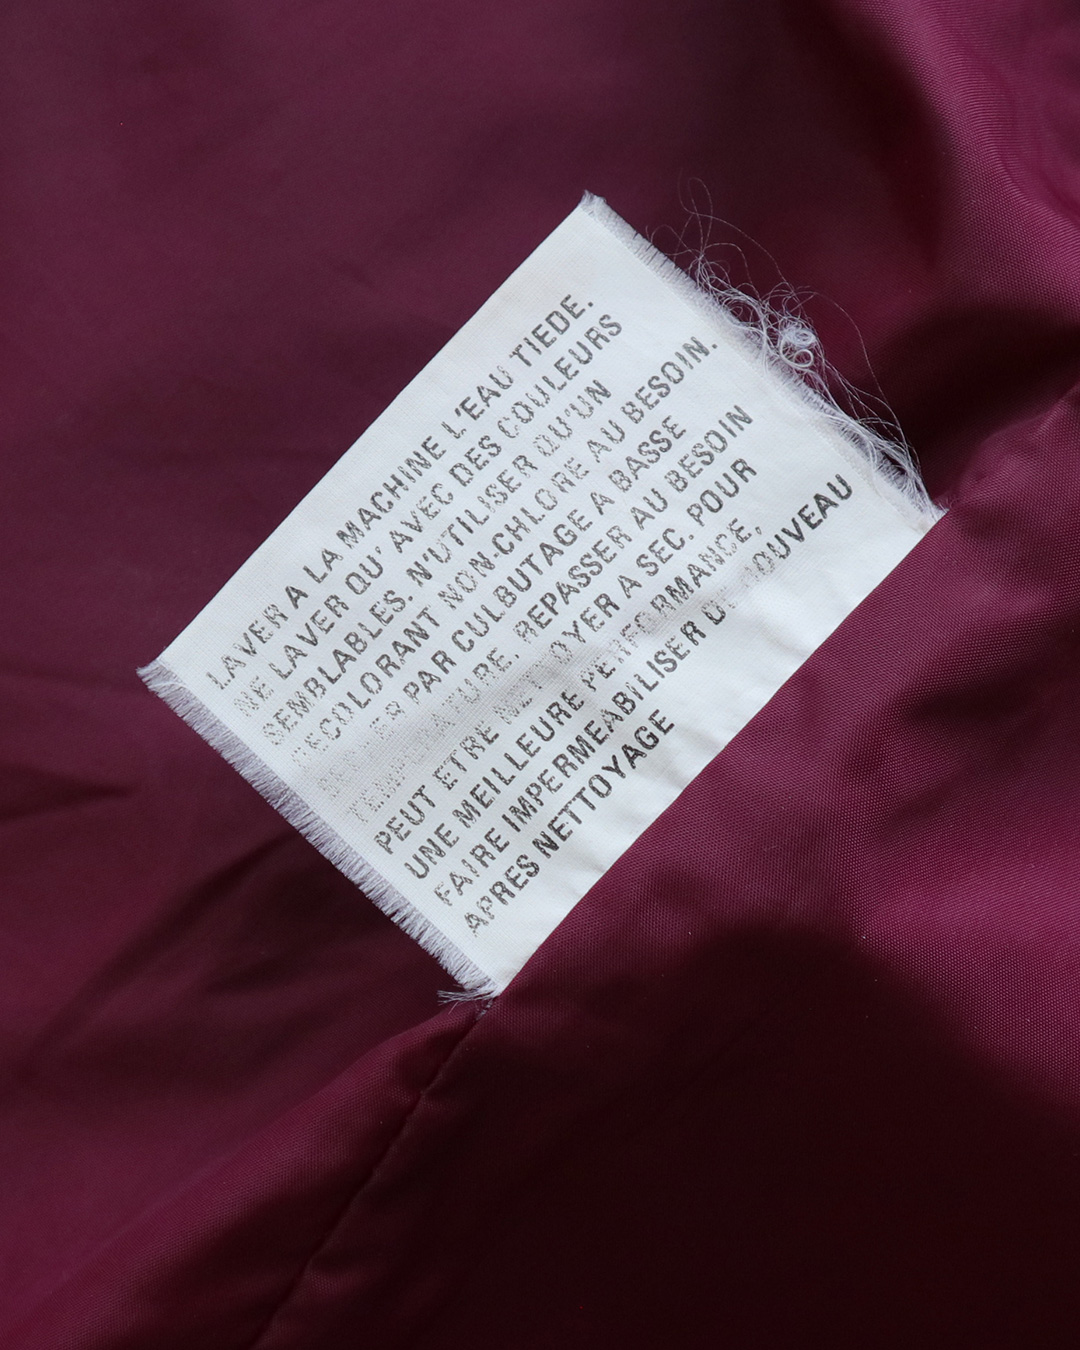 LAVER A LA MACHINE L'EAU TIEDE.
NE LAVER QU' AVEC DES COULEURS
SEMBLABLES. N'UTILISER QU'UN
DECOLORANT NON-CHLORE AU BESOIN.
PAR CULBUTAGE A BASSE
TEMPERATURE. REPASSER AU BESOIN
PEUT ETRE NETTOYER A SEC. POUR
UNE MEILLEURE PERFORMANCE,
FAIRE IMPERMEABILISER DE NOUVEAU
APRES NETTOYAGE